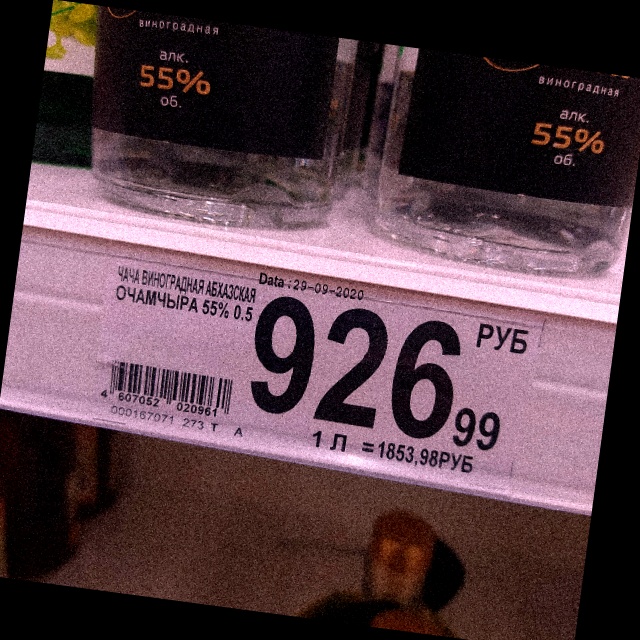 виноградная
алк.
55%
об.
виноградная
алк.
55%
об.
ЧАЧА ВИНОГРАДНАЯ АБХАЗСКАЯ
ОЧАМЧЫРА 55% 0.5
Data : 29-09-2020
926 99 РУБ
4 607052 020961
000157071 273 Т А
1 Л =1853,98РУБ